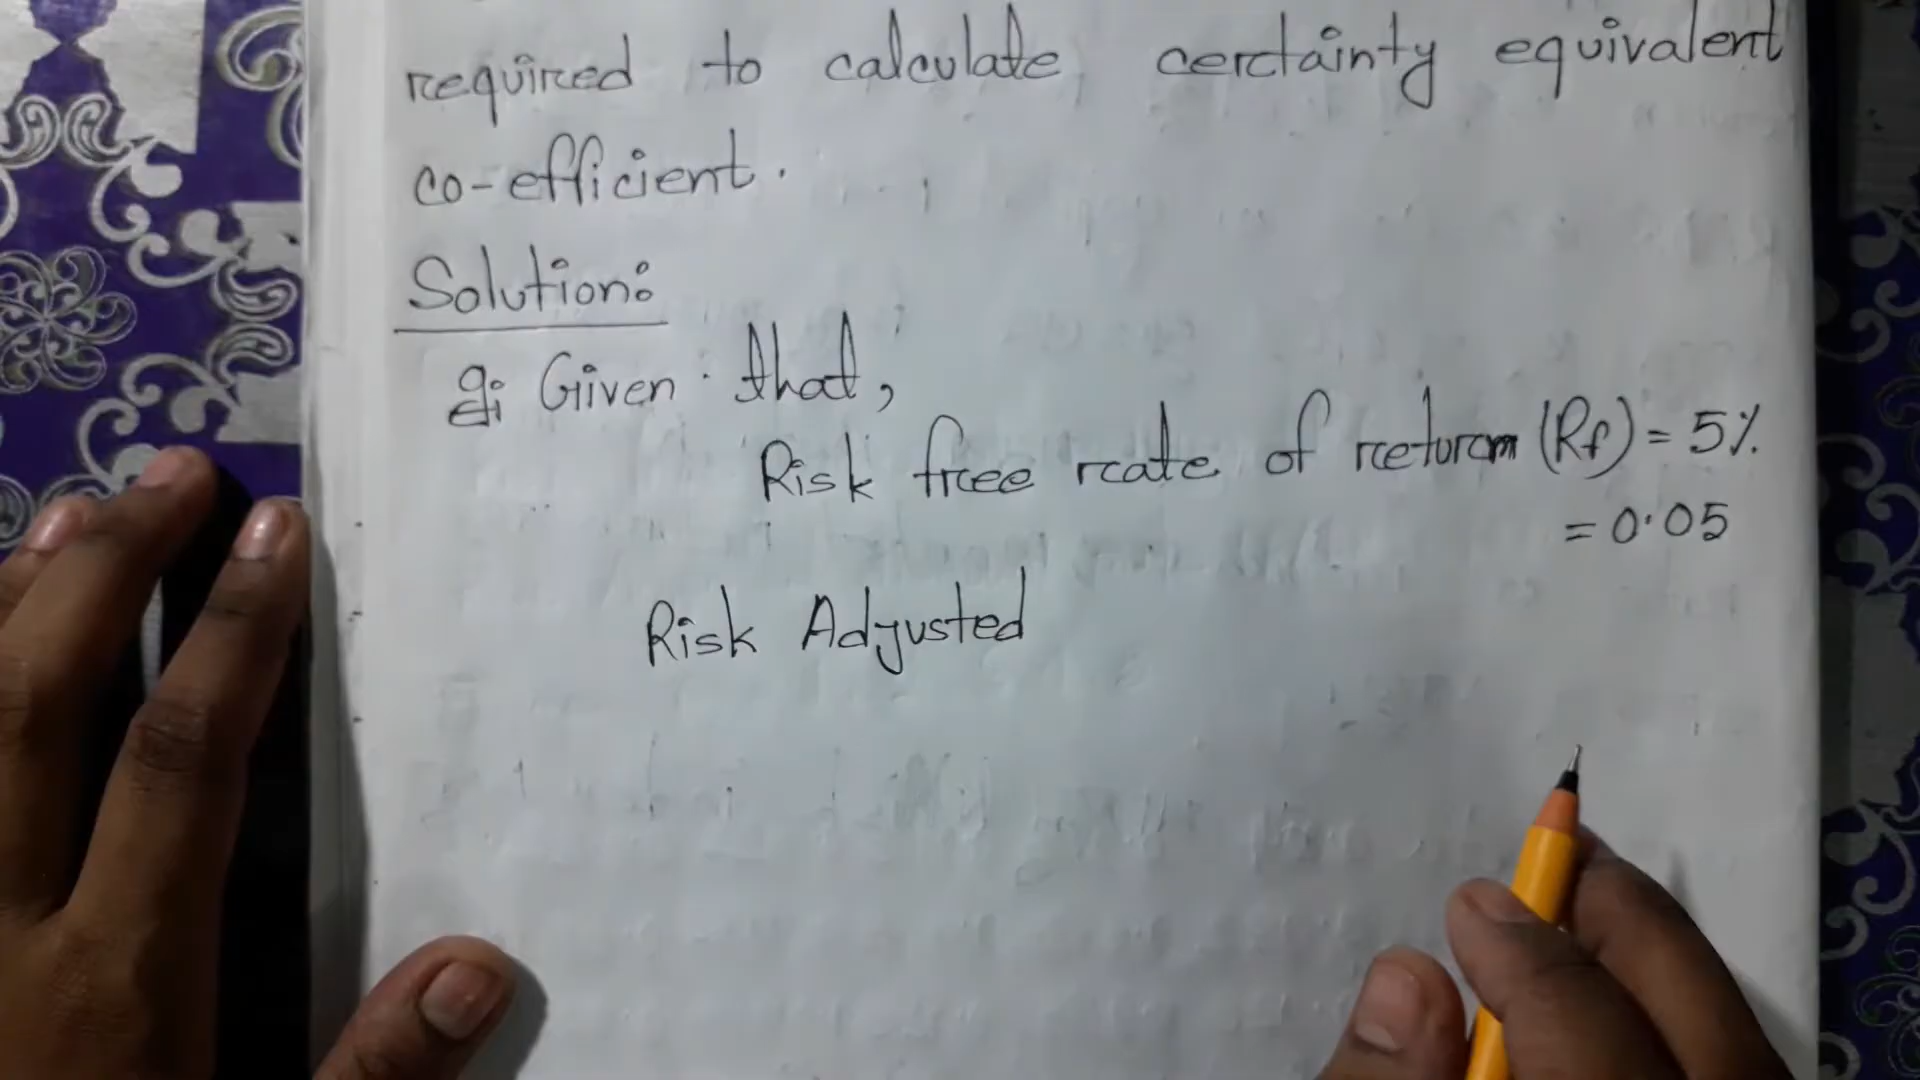 required to calculate certainty equivalent
co-efficient.
Solution:
Given that,
Risk free rate of return (Rf) = 5%
= 0.05
Risk Adjusted